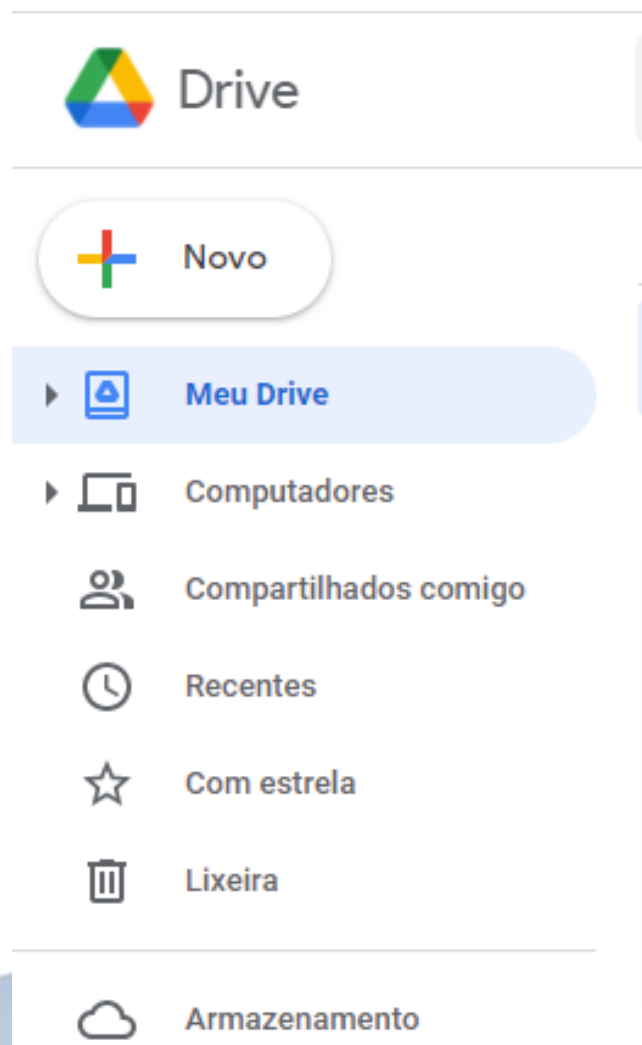 Drive
Novo
Meu Drive
Computadores
Compartilhados comigo
Recentes
Com estrela
Lixeira
Armazenamento